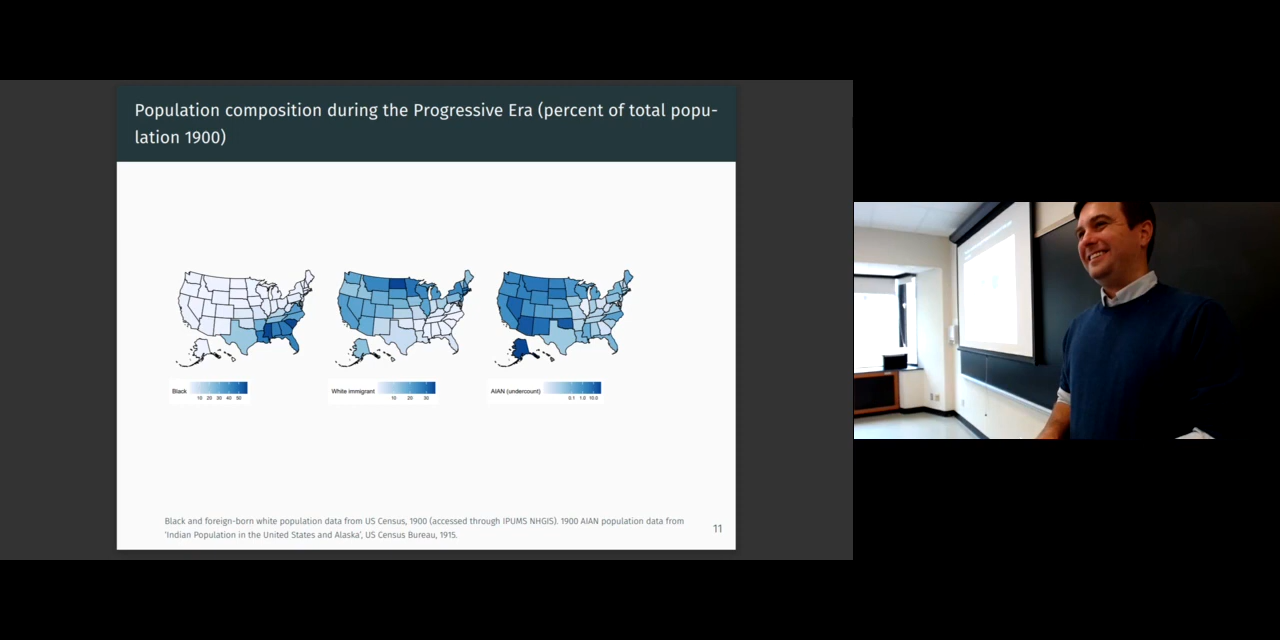 Population composition during the Progressive Era (percent of total popu-
lation 1900)
Black
10 20 30 40 50
White immigrant
10 20 30
AIAN (undercount)
0.1 1.0 10.0
Black and foreign-born white population data from US Census, 1900 (accessed through IPUMS NHGIS). 1900 AIAN population data from
'Indian Population in the United States and Alaska', US Census Bureau, 1915.
11